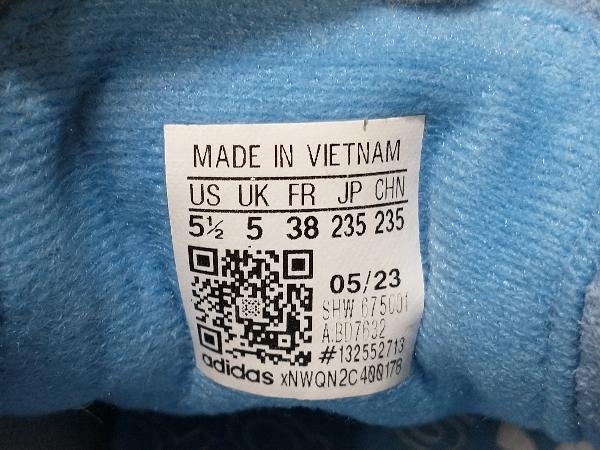 MADE IN VIETNAM
US UK FR JP CHN
5½ 5 38 235 235
05/23
SHW 675001
A.BD7632
#132552713
adidas xNWQN2C400178